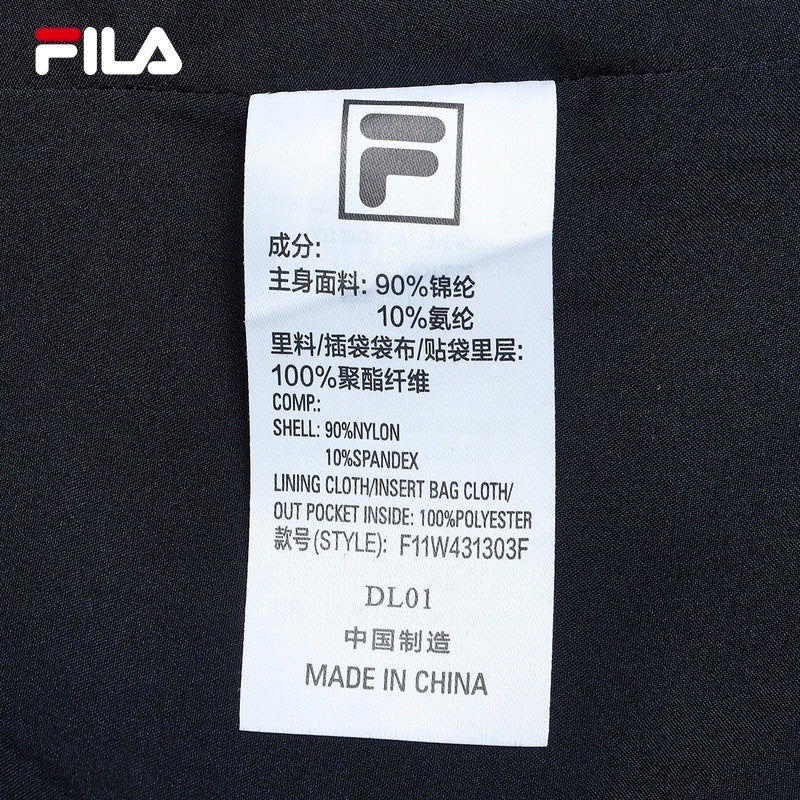 FILA
F
成分:
主身面料: 90%锦纶
10%氨纶
里料/插袋袋布/贴袋里层:
100%聚酯纤维
COMP.:
SHELL: 90%NYLON
10%SPANDEX
LINING CLOTH/INSERT BAG CLOTH/
OUT POCKET INSIDE: 100%POLYESTER
款号(STYLE): F11W431303F
DL01
中国制造
MADE IN CHINA